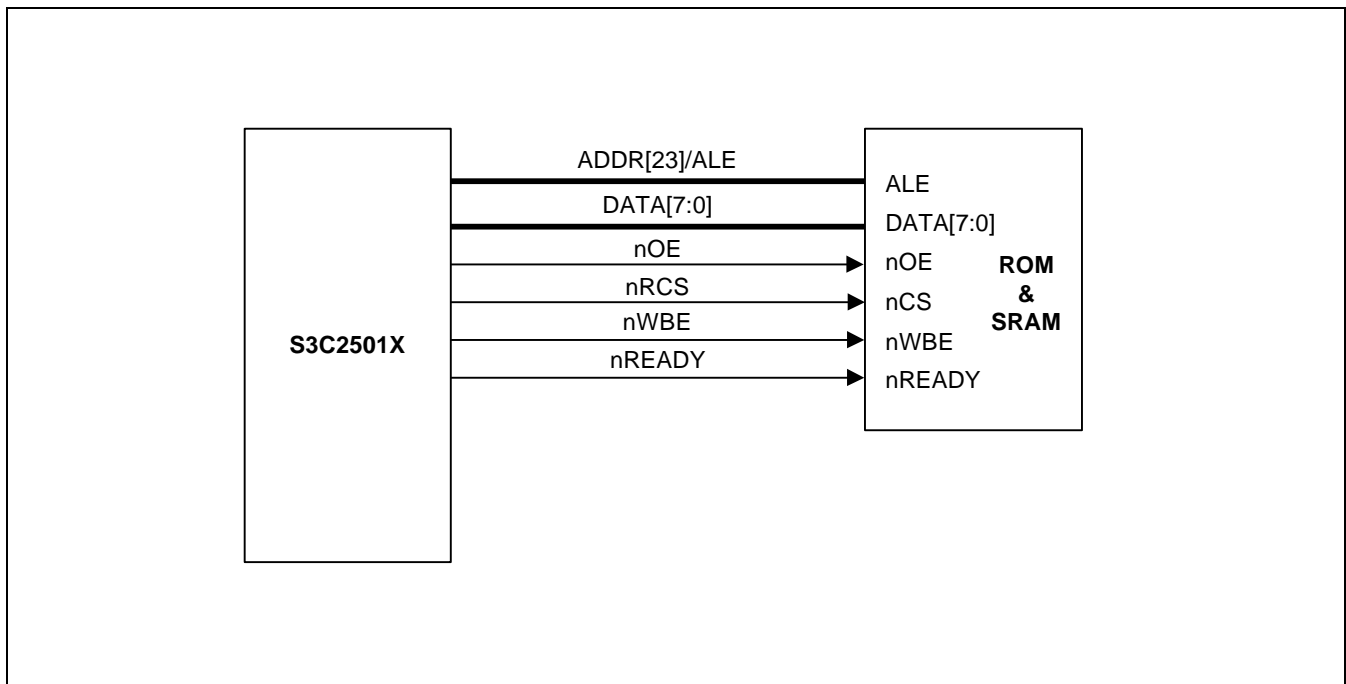 S3C2501X
ADDR[23]/ALE
DATA[7:0]
nOE
nRCS
nWBE
nREADY
ALE
DATA[7:0]
nOE
nCS
nWBE
nREADY
ROM
&
SRAM